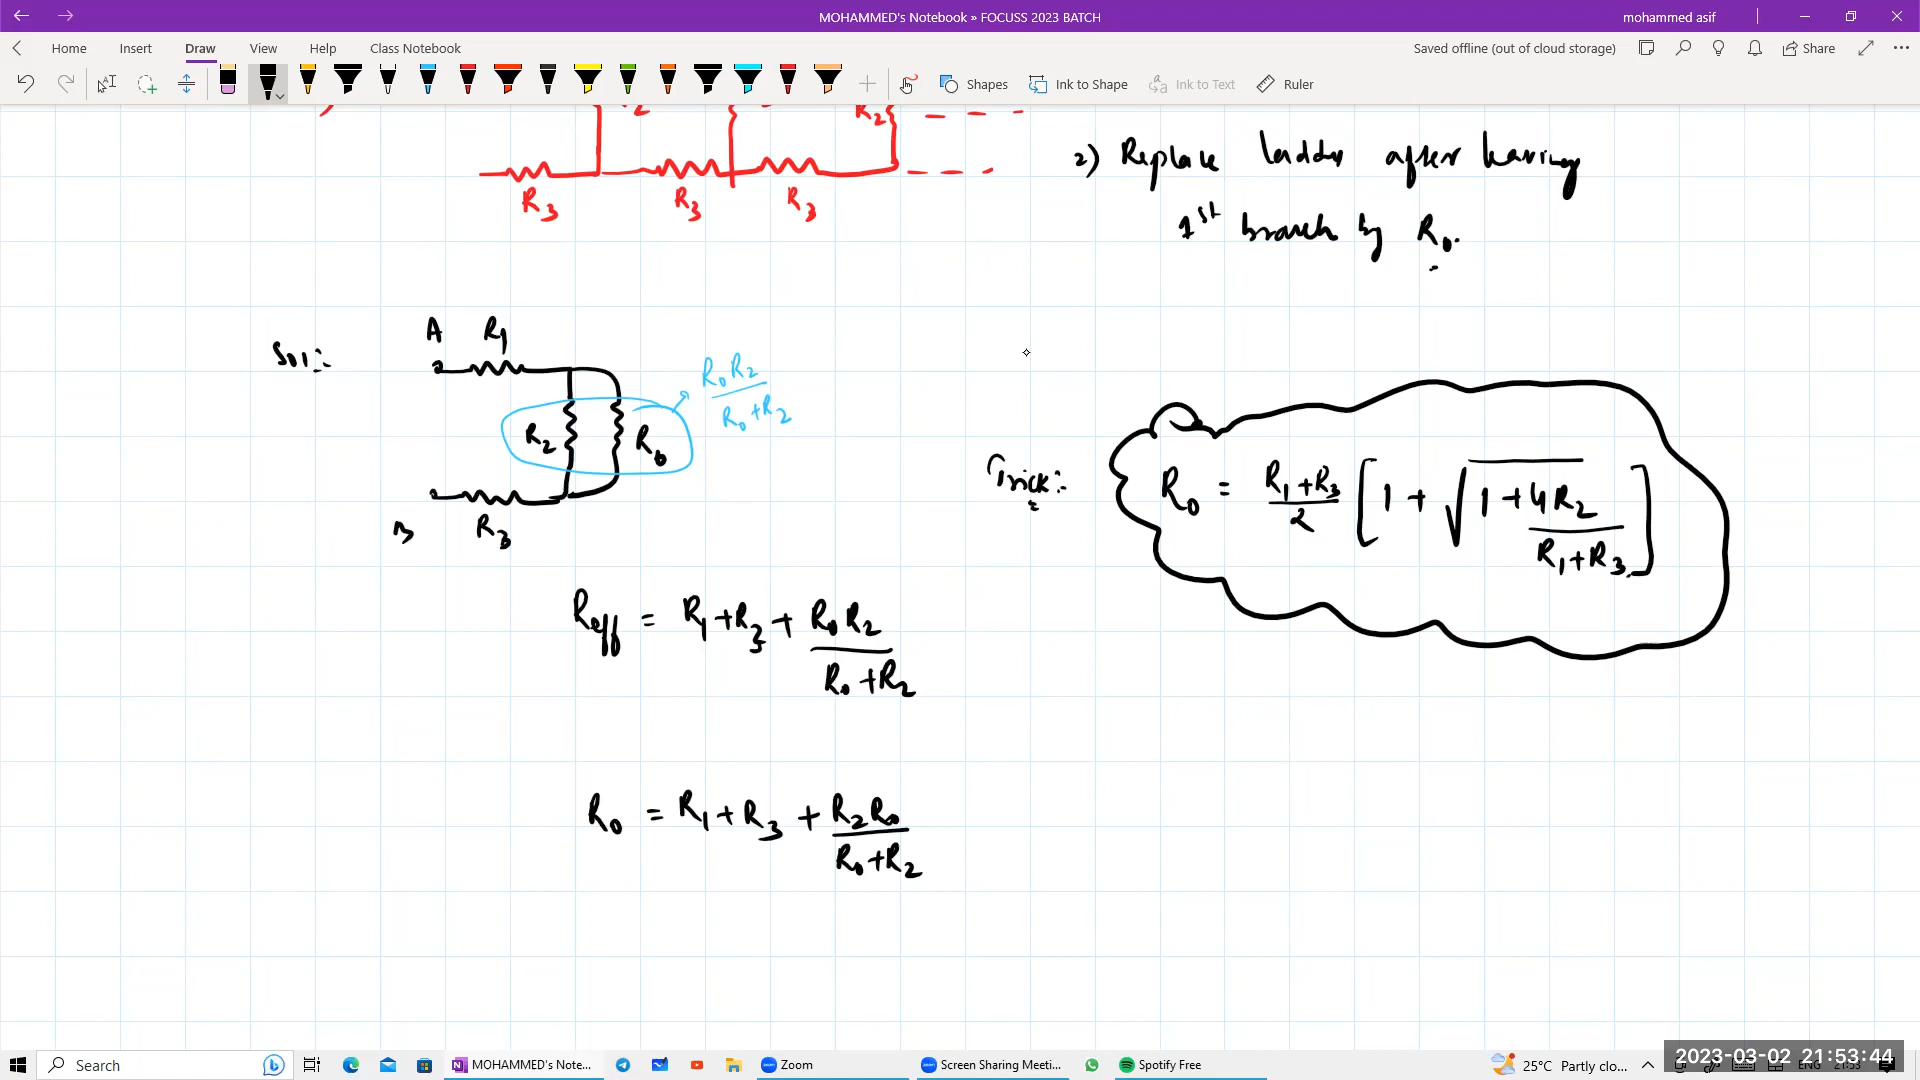 MOHAMMED's Notebook » FOCUSS 2023 BATCH
mohammed asif
Home Insert Draw View Help Class Notebook
Saved offline (out of cloud storage)
Share
Shapes Ink to Shape Ink to Text Ruler
R2
R3 R3 R3
2) Replace ladder after having
1st branch by R0.
Sol:-
A R1
R0R2
R0+R2
R2 R0
B R3
Trick:-
R0 = R1+R3/2 [1 + √1+4R2/R1+R3]
Reff = R1+R3+ R0R2/R0+R2
R0 = R1+R3 + R2R0/R0+R2
Search
MOHAMMED's Note...
Zoom
Screen Sharing Meeti...
Spotify Free
25°C Partly clo...
ENG
2023-03-02 21:53:44